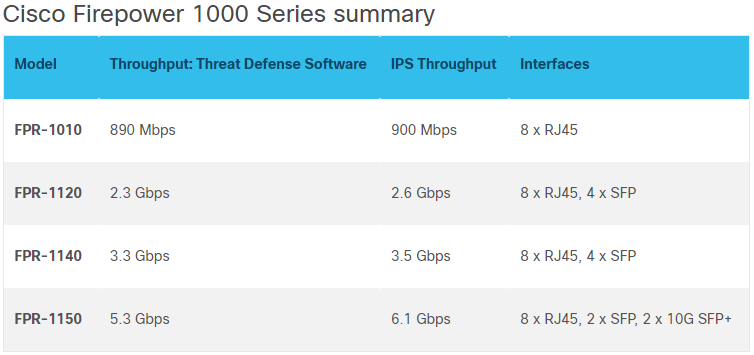 Cisco Firepower 1000 Series summary
Model Throughput: Threat Defense Software IPS Throughput Interfaces
FPR-1010 890 Mbps 900 Mbps 8 x RJ45
FPR-1120 2.3 Gbps 2.6 Gbps 8 x RJ45, 4 x SFP
FPR-1140 3.3 Gbps 3.5 Gbps 8 x RJ45, 4 x SFP
FPR-1150 5.3 Gbps 6.1 Gbps 8 x RJ45, 2 x SFP, 2 x 10G SFP+